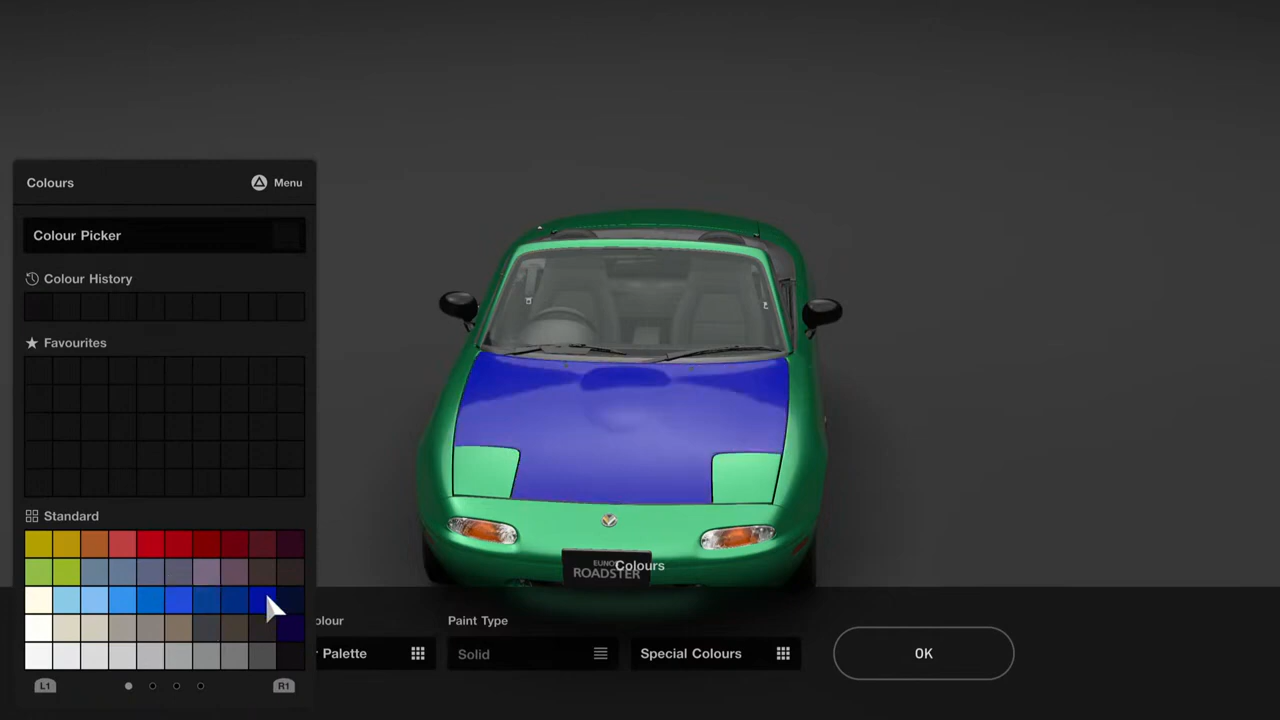 Colours
Menu
Colour Picker
Colour History
Favourites
Standard
L1
R1
EUNOS
ROADSTER
Colours
olour
r Palette
Paint Type
Solid
Special Colours
OK